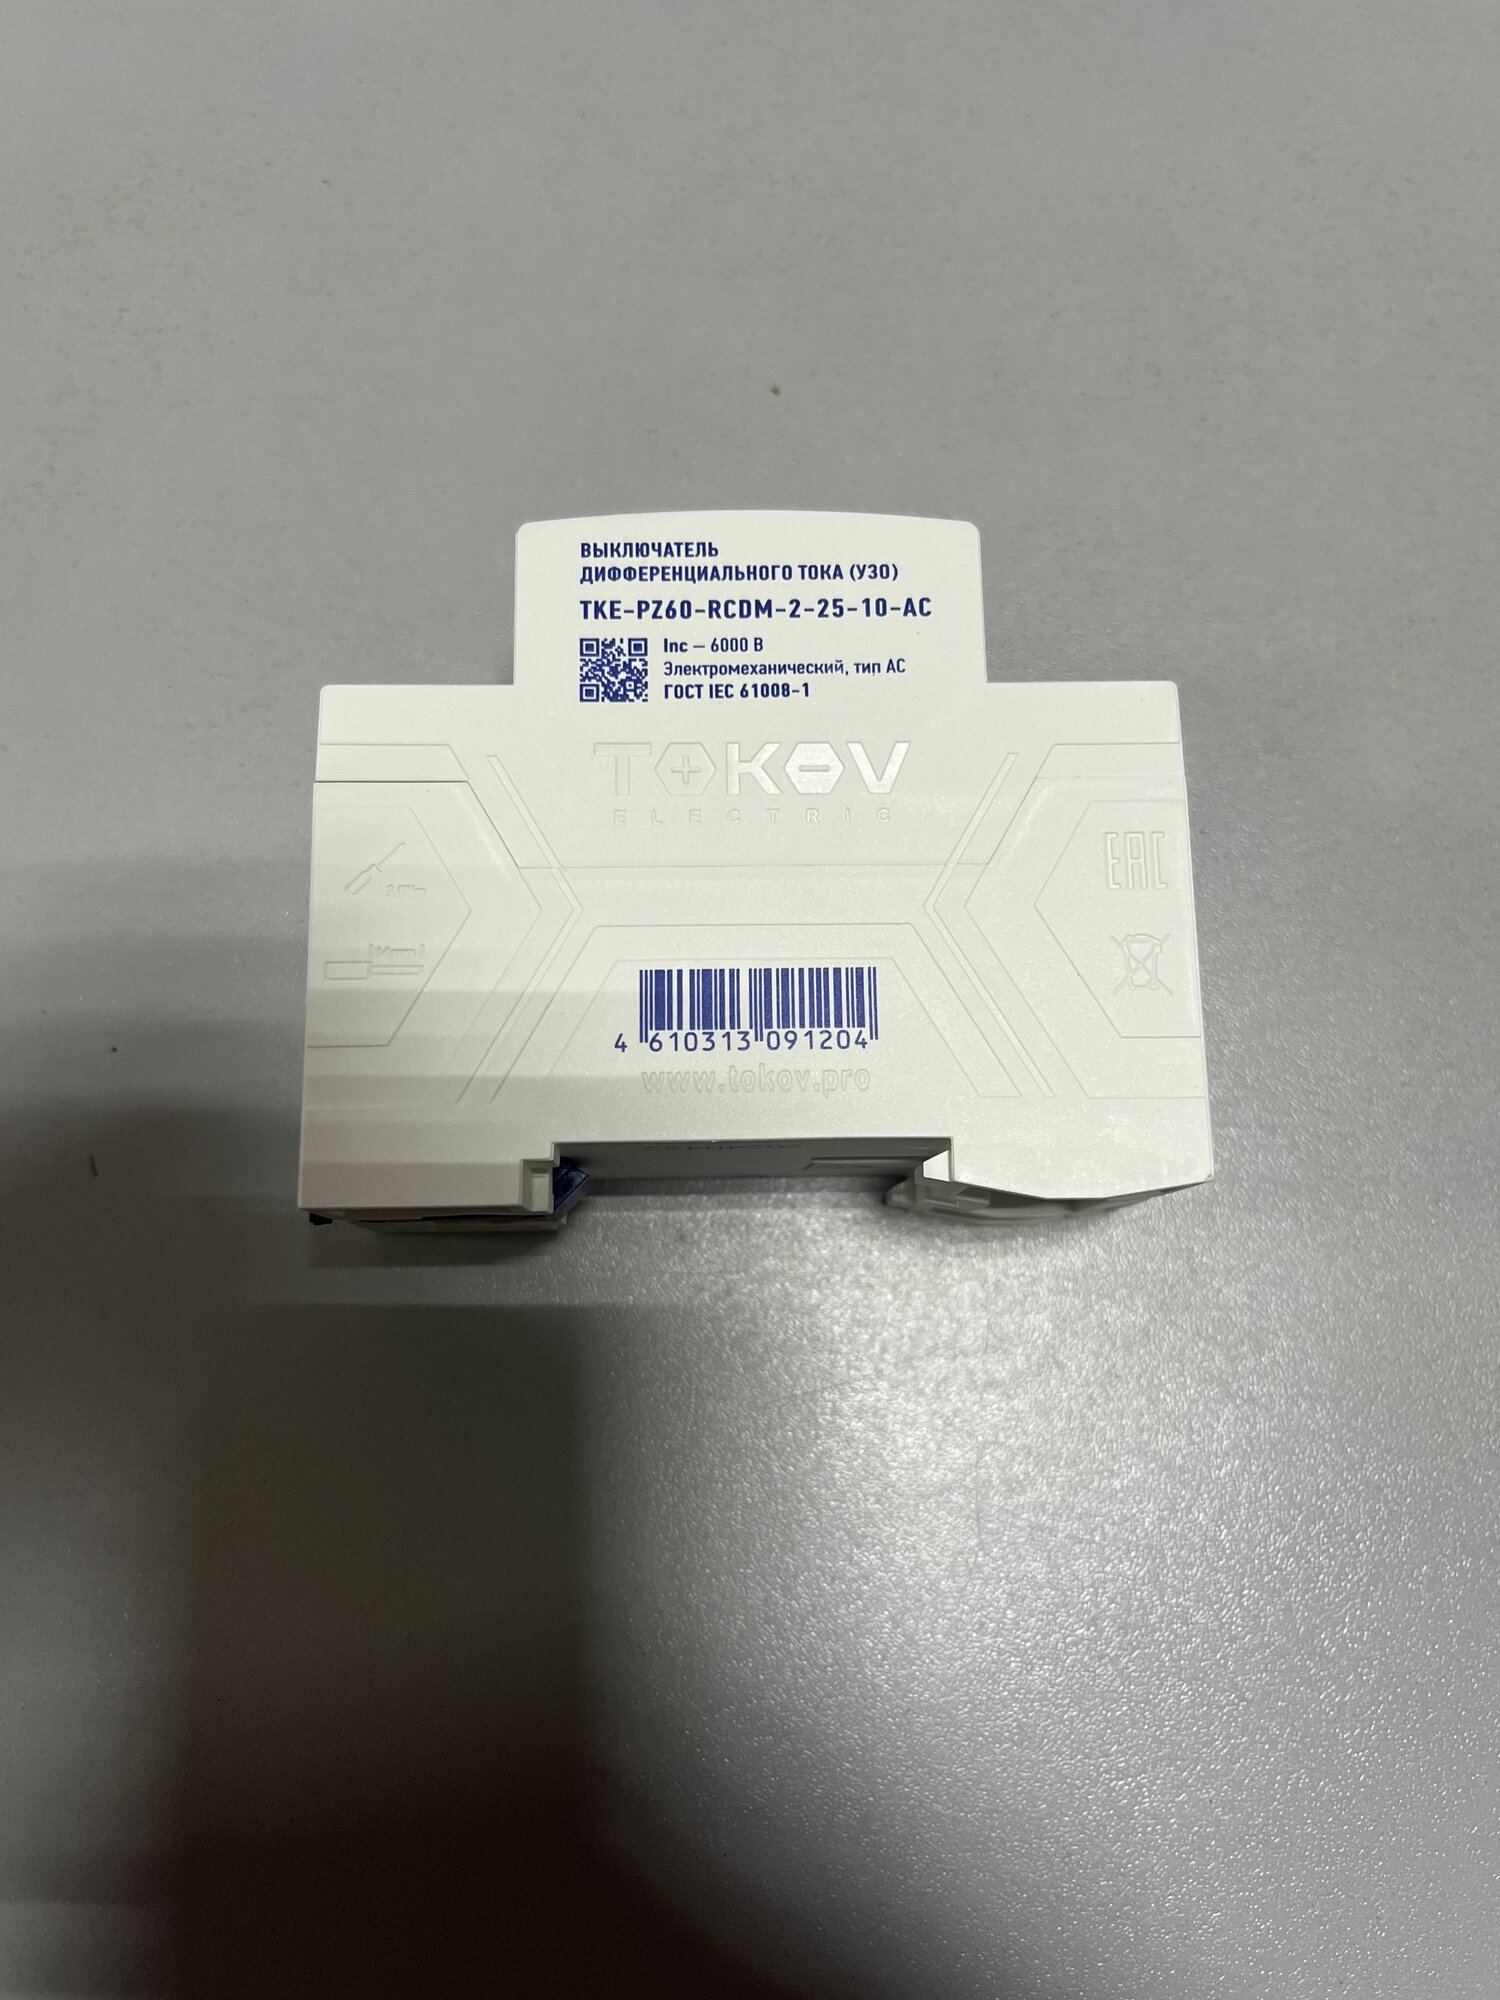 ВЫКЛЮЧАТЕЛЬ
ДИФФЕРЕНЦИАЛЬНОГО ТОКА (УЗО)
TKE-PZ60-RCDM-2-25-10-AC
Inc – 6000 В
Электромеханический, тип АС
ГОСТ IEC 61008-1
TOKOV
ELECTRIC
EAC
14mm
4 610313 091204
www.tokov.pro